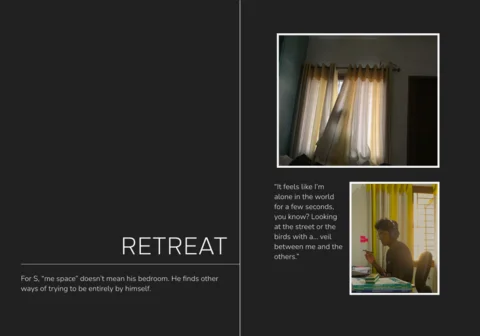 RETREAT
For S, "me space" doesn't mean his bedroom. He finds other
ways of trying to be entirely by himself.
"It feels like I'm
alone in the world
for a few seconds,
you know? Looking
at the street or the
birds with a... veil
between me and the
others."